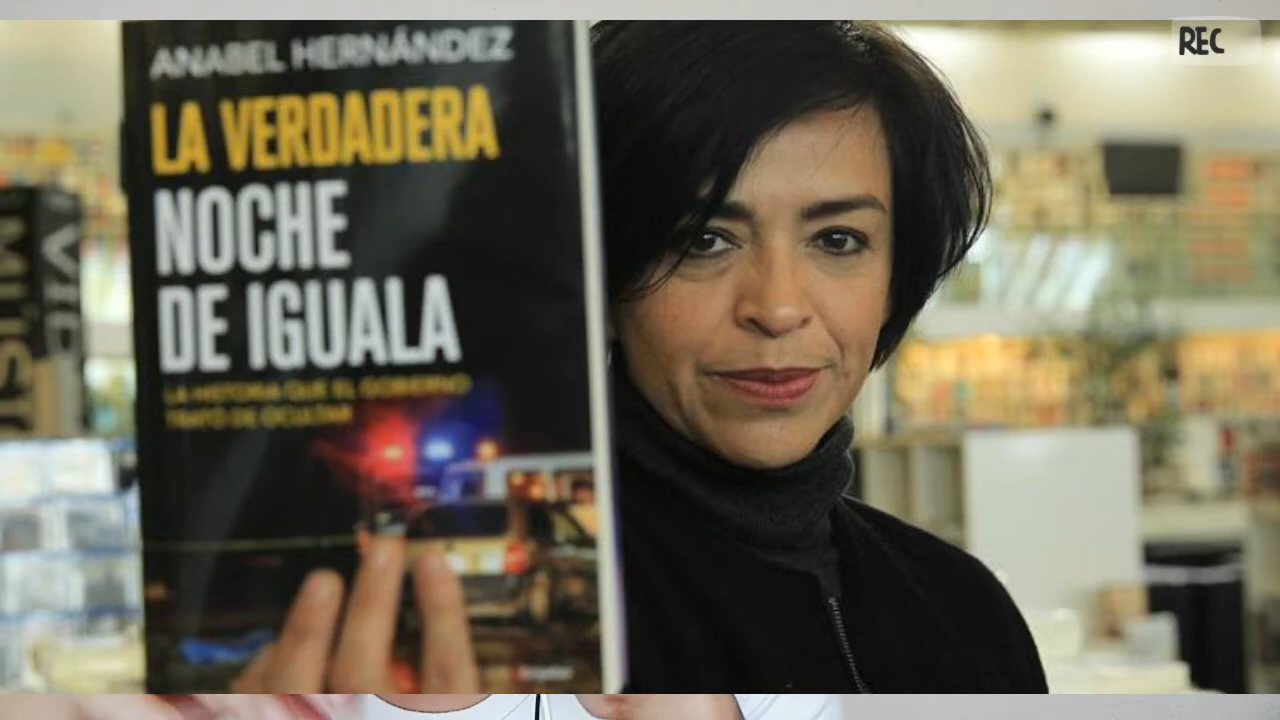 REC
ANABEL HERNÁNDEZ
LA VERDADERA
NOCHE
DE IGUALA
LA HISTORIA QUE EL GOBIERNO
TRATÓ DE OCULTAR